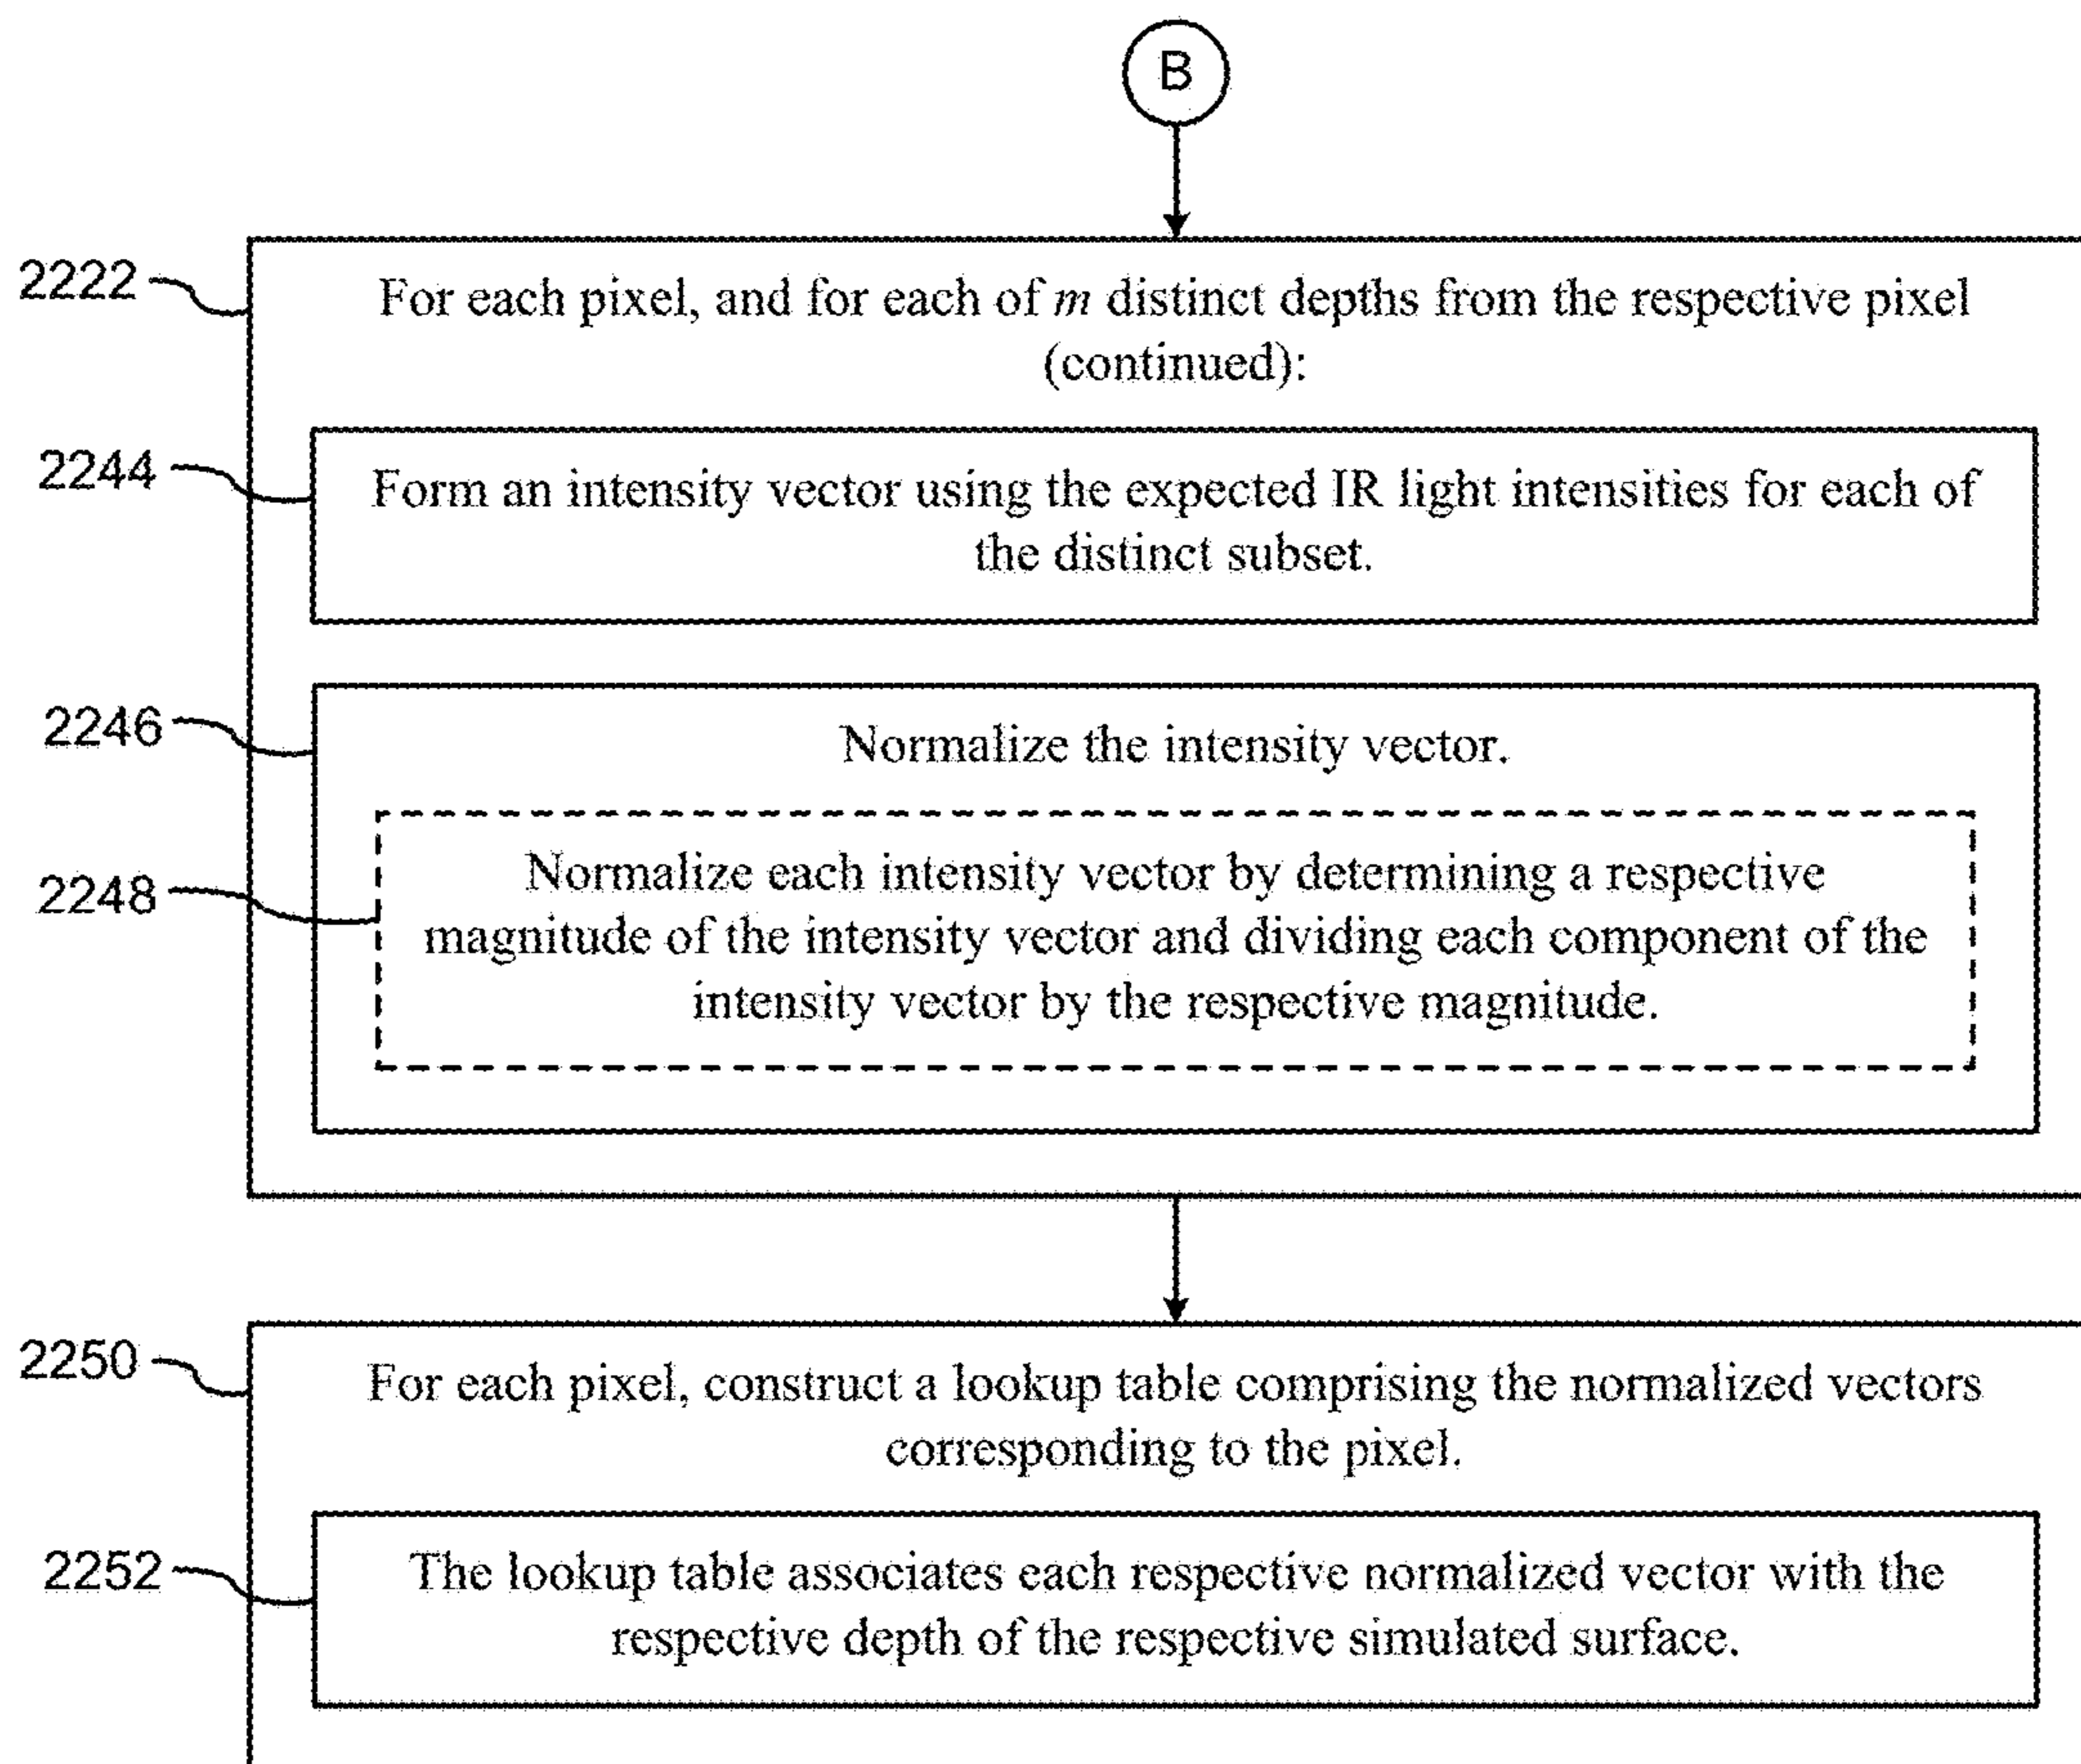 B
2222
For each pixel, and for each of m distinct depths from the respective pixel
(continued):
2244
Form an intensity vector using the expected IR light intensities for each of
the distinct subset.
2246
Normalize the intensity vector.
2248
Normalize each intensity vector by determining a respective
magnitude of the intensity vector and dividing each component of the
intensity vector by the respective magnitude.
2250
For each pixel, construct a lookup table comprising the normalized vectors
corresponding to the pixel.
2252
The lookup table associates each respective normalized vector with the
respective depth of the respective simulated surface.